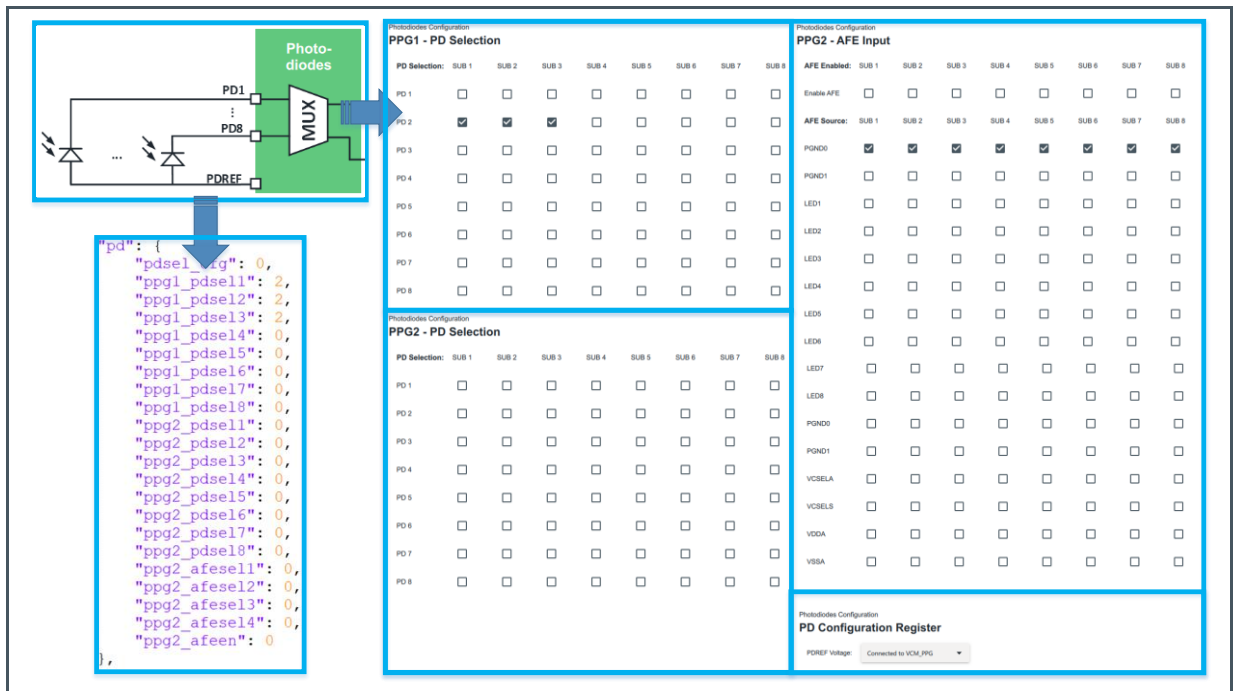 Photo-
diodes
PD1
⋮
PD8
MUX
...
PDREF
"pd": {
"pdsel_cfg": 0,
"ppg1_pdsel1": 2,
"ppg1_pdsel2": 2,
"ppg1_pdsel3": 2,
"ppg1_pdsel4": 0,
"ppg1_pdsel5": 0,
"ppg1_pdsel6": 0,
"ppg1_pdsel7": 0,
"ppg1_pdsel8": 0,
"ppg2_pdsel1": 0,
"ppg2_pdsel2": 0,
"ppg2_pdsel3": 0,
"ppg2_pdsel4": 0,
"ppg2_pdsel5": 0,
"ppg2_pdsel6": 0,
"ppg2_pdsel7": 0,
"ppg2_pdsel8": 0,
"ppg2_afesel1": 0,
"ppg2_afesel2": 0,
"ppg2_afesel3": 0,
"ppg2_afesel4": 0,
"ppg2_afeen": 0
},
Photodiodes Configuration
PPG1 - PD Selection
PD Selection: SUB 1 SUB 2 SUB 3 SUB 4 SUB 5 SUB 6 SUB 7 SUB 8
PD 1
PD 2
PD 3
PD 4
PD 5
PD 6
PD 7
PD 8
Photodiodes Configuration
PPG2 - PD Selection
PD Selection: SUB 1 SUB 2 SUB 3 SUB 4 SUB 5 SUB 6 SUB 7 SUB 8
PD 1
PD 2
PD 3
PD 4
PD 5
PD 6
PD 7
PD 8
Photodiodes Configuration
PPG2 - AFE Input
AFE Enabled: SUB 1 SUB 2 SUB 3 SUB 4 SUB 5 SUB 6 SUB 7 SUB 8
Enable AFE
AFE Source: SUB 1 SUB 2 SUB 3 SUB 4 SUB 5 SUB 6 SUB 7 SUB 8
PGND0
PGND1
LED1
LED2
LED3
LED4
LED5
LED6
LED7
LED8
PGND0
PGND1
VCSELA
VCSELS
VDDA
VSSA
Photodiodes Configuration
PD Configuration Register
PDREF Voltage: Connected to VCM_PPG